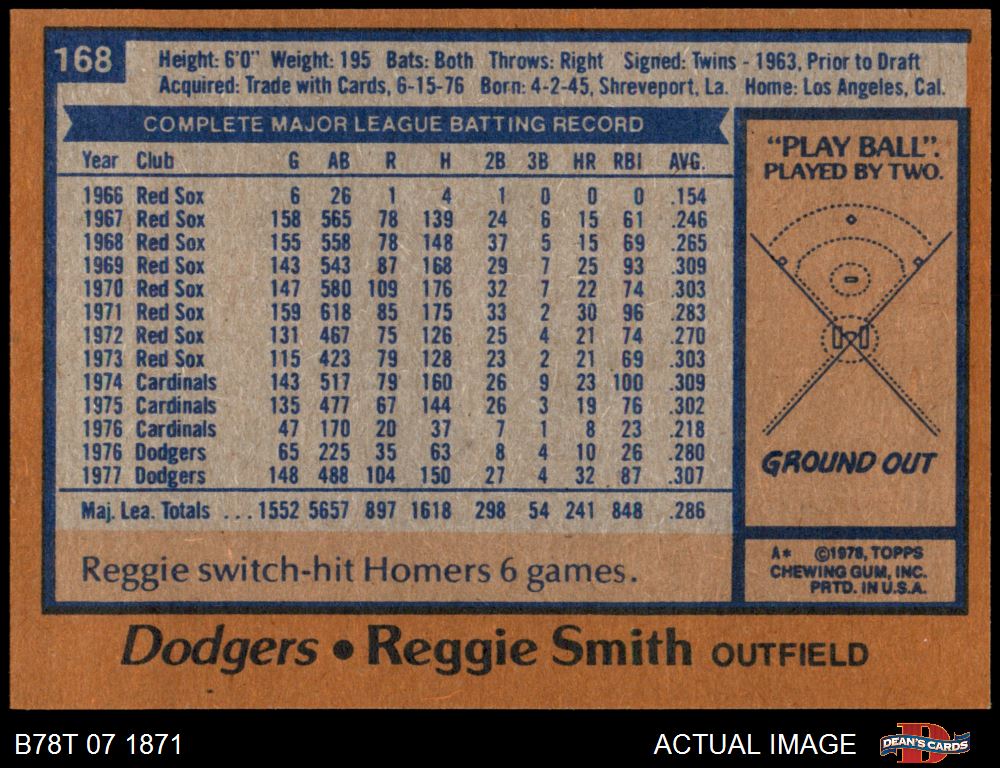 168
Height: 6'0" Weight: 195 Bats: Both Throws: Right Signed: Twins - 1963, Prior to Draft
Acquired: Trade with Cards, 6-15-76 Born: 4-2-45, Shreveport, La. Home: Los Angeles, Cal.
COMPLETE MAJOR LEAGUE BATTING RECORD
Year Club G AB R H 2B 3B HR RBI AVG.
1966 Red Sox 6 26 1 4 1 0 0 0 .154
1967 Red Sox 158 565 78 139 24 6 15 61 .246
1968 Red Sox 155 558 78 148 37 5 15 69 .265
1969 Red Sox 143 543 87 168 29 7 25 93 .309
1970 Red Sox 147 580 109 176 32 7 22 74 .303
1971 Red Sox 159 618 85 175 33 2 30 96 .283
1972 Red Sox 131 467 75 126 25 4 21 74 .270
1973 Red Sox 115 423 79 128 23 2 21 69 .303
1974 Cardinals 143 517 79 160 26 9 23 100 .309
1975 Cardinals 135 477 67 144 26 3 19 76 .302
1976 Cardinals 47 170 20 37 7 1 8 23 .218
1976 Dodgers 65 225 35 63 8 4 10 26 .280
1977 Dodgers 148 488 104 150 27 4 32 87 .307
Maj. Lea. Totals ... 1552 5657 897 1618 298 54 241 848 .286
Reggie switch-hit Homers 6 games.
"PLAY BALL".
PLAYED BY TWO.
GROUND OUT
A* ©1978, TOPPS
CHEWING GUM, INC.
PRTD. IN U.S.A.
Dodgers • Reggie Smith OUTFIELD
B78T 07 1871
ACTUAL IMAGE
DEAN'S CARDS